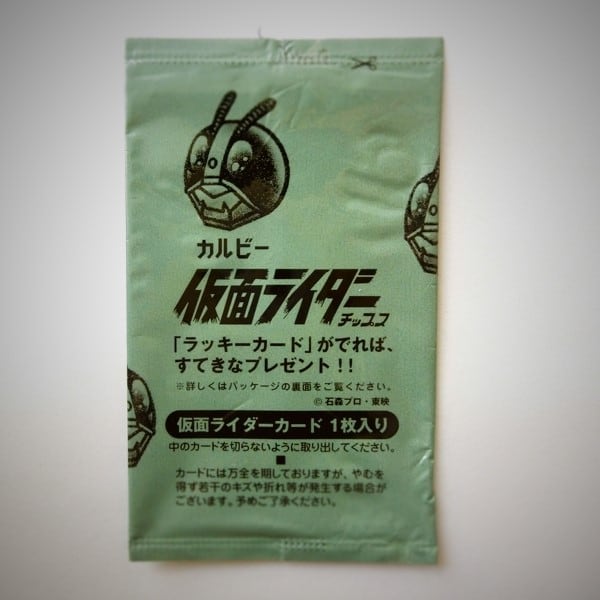 カルビー
仮面ライダー
チップス
「ラッキーカード」がでれば、
すてきなプレゼント！！
※詳しくはパッケージの裏面をご覧ください。
© 石森プロ・東映
仮面ライダーカード 1枚入り
中のカードを切らないように取り出してください。
カードには万全を期しておりますが、やむを
得ず若干のキズや折れ等が発生する場合が
ございます。予めご了承ください。